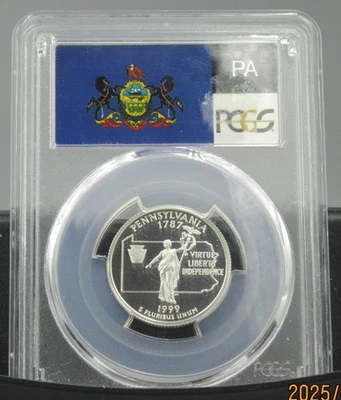 PA
PCGS
PENNSYLVANIA
1787
VIRTUE
LIBERTY
INDEPENDENCE
1999
E PLURIBUS UNUM
PCGS
2025/